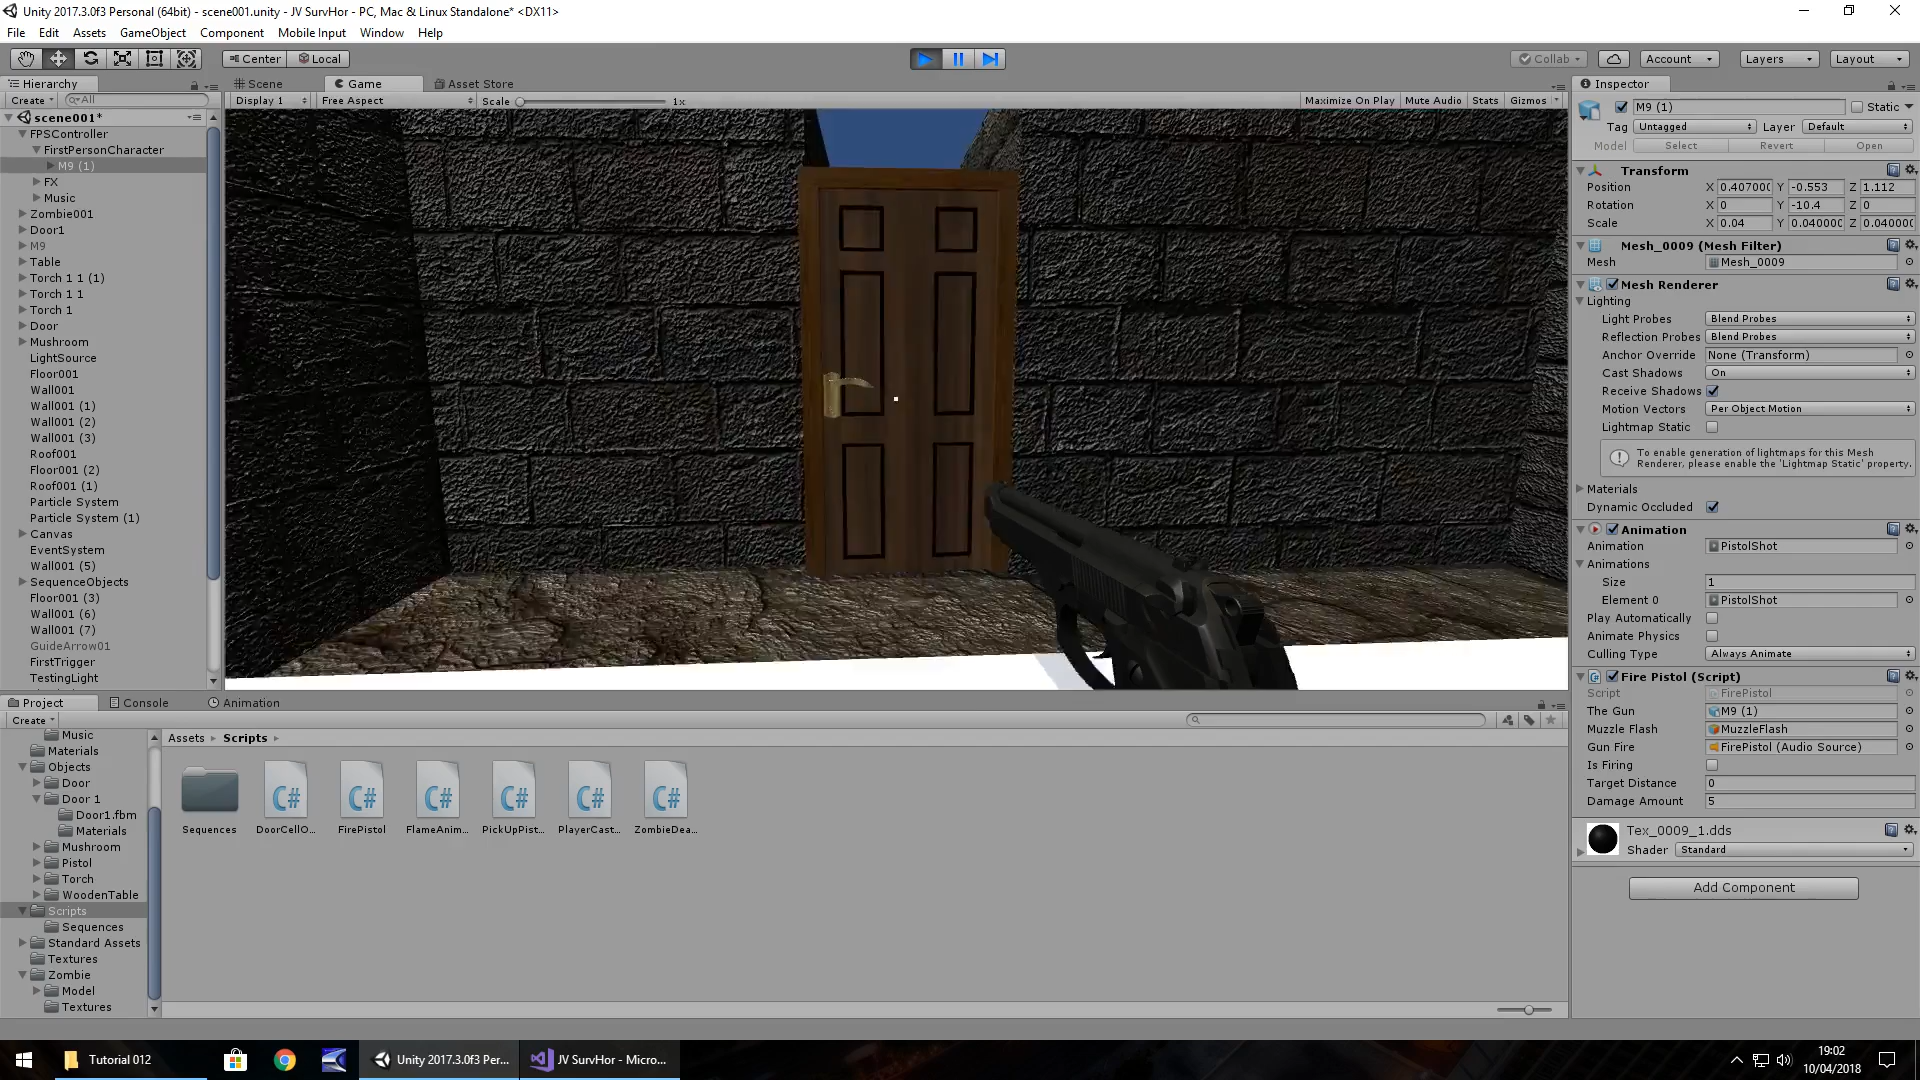 Unity 2017.3.0f3 Personal (64bit) - scene001.unity - JV SurvHor - PC, Mac & Linux Standalone* <DX11>
File Edit Assets GameObject Component Mobile Input Window Help
Center Local Collab Account Layers Layout
Hierarchy Scene Game Asset Store Inspector
Create All Display 1 Free Aspect Scale 1x Maximize On Play Mute Audio Stats Gizmos
scene001*
FPSController
FirstPersonCharacter
M9 (1)
FX
Music
Zombie001
Door1
M9
Table
Torch 1 1 (1)
Torch 1 1
Torch 1
Door
Mushroom
LightSource
Floor001
Wall001
Wall001 (1)
Wall001 (2)
Wall001 (3)
Roof001
Floor001 (2)
Roof001 (1)
Particle System
Particle System (1)
Canvas
EventSystem
Wall001 (5)
SequenceObjects
Floor001 (3)
Wall001 (6)
Wall001 (7)
GuideArrow01
FirstTrigger
TestingLight
M9 (1) Static
Tag Untagged Layer Default
Model Select Revert Open
Transform
Position X 0.407000 Y -0.553 Z 1.112
Rotation X 0 Y -10.4 Z 0
Scale X 0.04 Y 0.040000 Z 0.040000
Mesh_0009 (Mesh Filter)
Mesh Mesh_0009
Mesh Renderer
Lighting
Light Probes Blend Probes
Reflection Probes Blend Probes
Anchor Override None (Transform)
Cast Shadows On
Receive Shadows
Motion Vectors Per Object Motion
Lightmap Static
To enable generation of lightmaps for this Mesh
Renderer, please enable the 'Lightmap Static' property.
Materials
Dynamic Occluded
Animation
Animation PistolShot
Animations
Size 1
Element 0 PistolShot
Play Automatically
Animate Physics
Culling Type Always Animate
Fire Pistol (Script)
Script FirePistol
The Gun M9 (1)
Muzzle Flash MuzzleFlash
Gun Fire FirePistol (Audio Source)
Is Firing
Target Distance 0
Damage Amount 5
Tex_0009_1.dds
Shader Standard
Add Component
Project Console Animation
Create
Music
Materials
Objects
Door
Door 1
Door1.fbm
Materials
Mushroom
Pistol
Torch
WoodenTable
Scripts
Sequences
Standard Assets
Textures
Zombie
Model
Textures
Assets Scripts
C# C# C# C# C# C#
Sequences DoorCellO... FirePistol FlameAnim... PickUpPist... PlayerCast... ZombieDea...
Tutorial 012 Unity 2017.3.0f3 Per... JV SurvHor - Micro...
19:02
10/04/2018